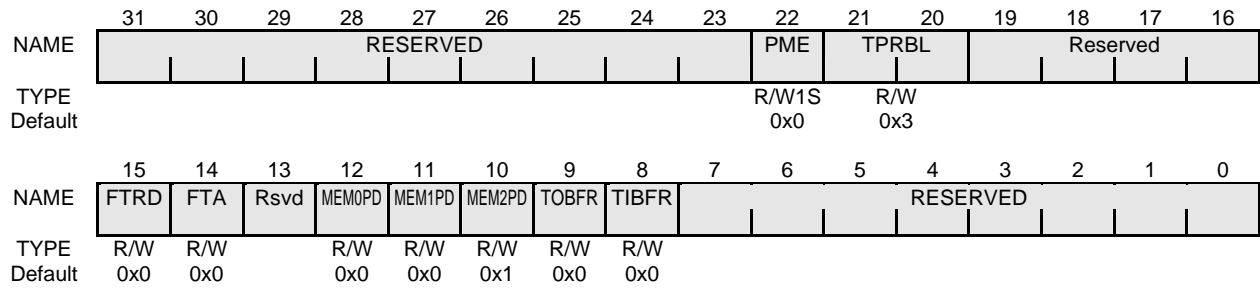 31 30 29 28 27 26 25 24 23 22 21 20 19 18 17 16
NAME RESERVED PME TPRBL Reserved
TYPE R/W1S R/W
Default 0x0 0x3
15 14 13 12 11 10 9 8 7 6 5 4 3 2 1 0
NAME FTRD FTA Rsvd MEM0PD MEM1PD MEM2PD TOBFR TIBFR RESERVED
TYPE R/W R/W R/W R/W R/W R/W R/W
Default 0x0 0x0 0x0 0x0 0x1 0x0 0x0